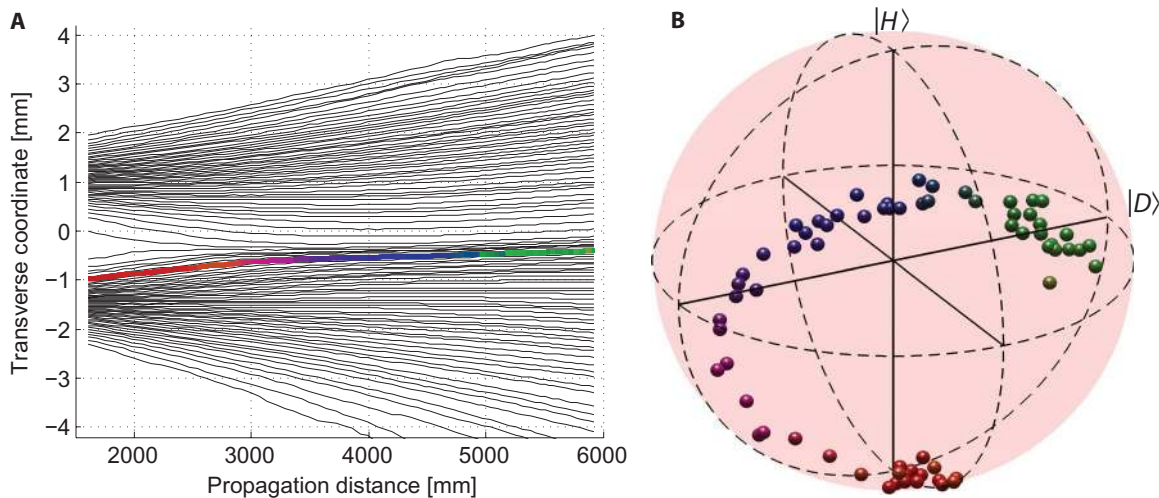 A
Transverse coordinate [mm]
4
3
2
1
0
−1
−2
−3
−4
2000 3000 4000 5000 6000
Propagation distance [mm]
B
|H⟩
|D⟩